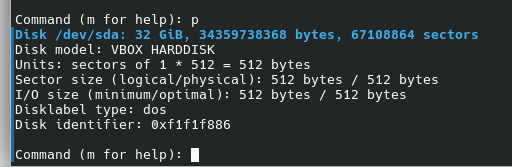 Command (m for help): p
Disk /dev/sda: 32 GiB, 34359738368 bytes, 67108864 sectors
Disk model: VBOX HARDDISK
Units: sectors of 1 * 512 = 512 bytes
Sector size (logical/physical): 512 bytes / 512 bytes
I/O size (minimum/optimal): 512 bytes / 512 bytes
Disklabel type: dos
Disk identifier: 0xf1f1f886
Command (m for help):